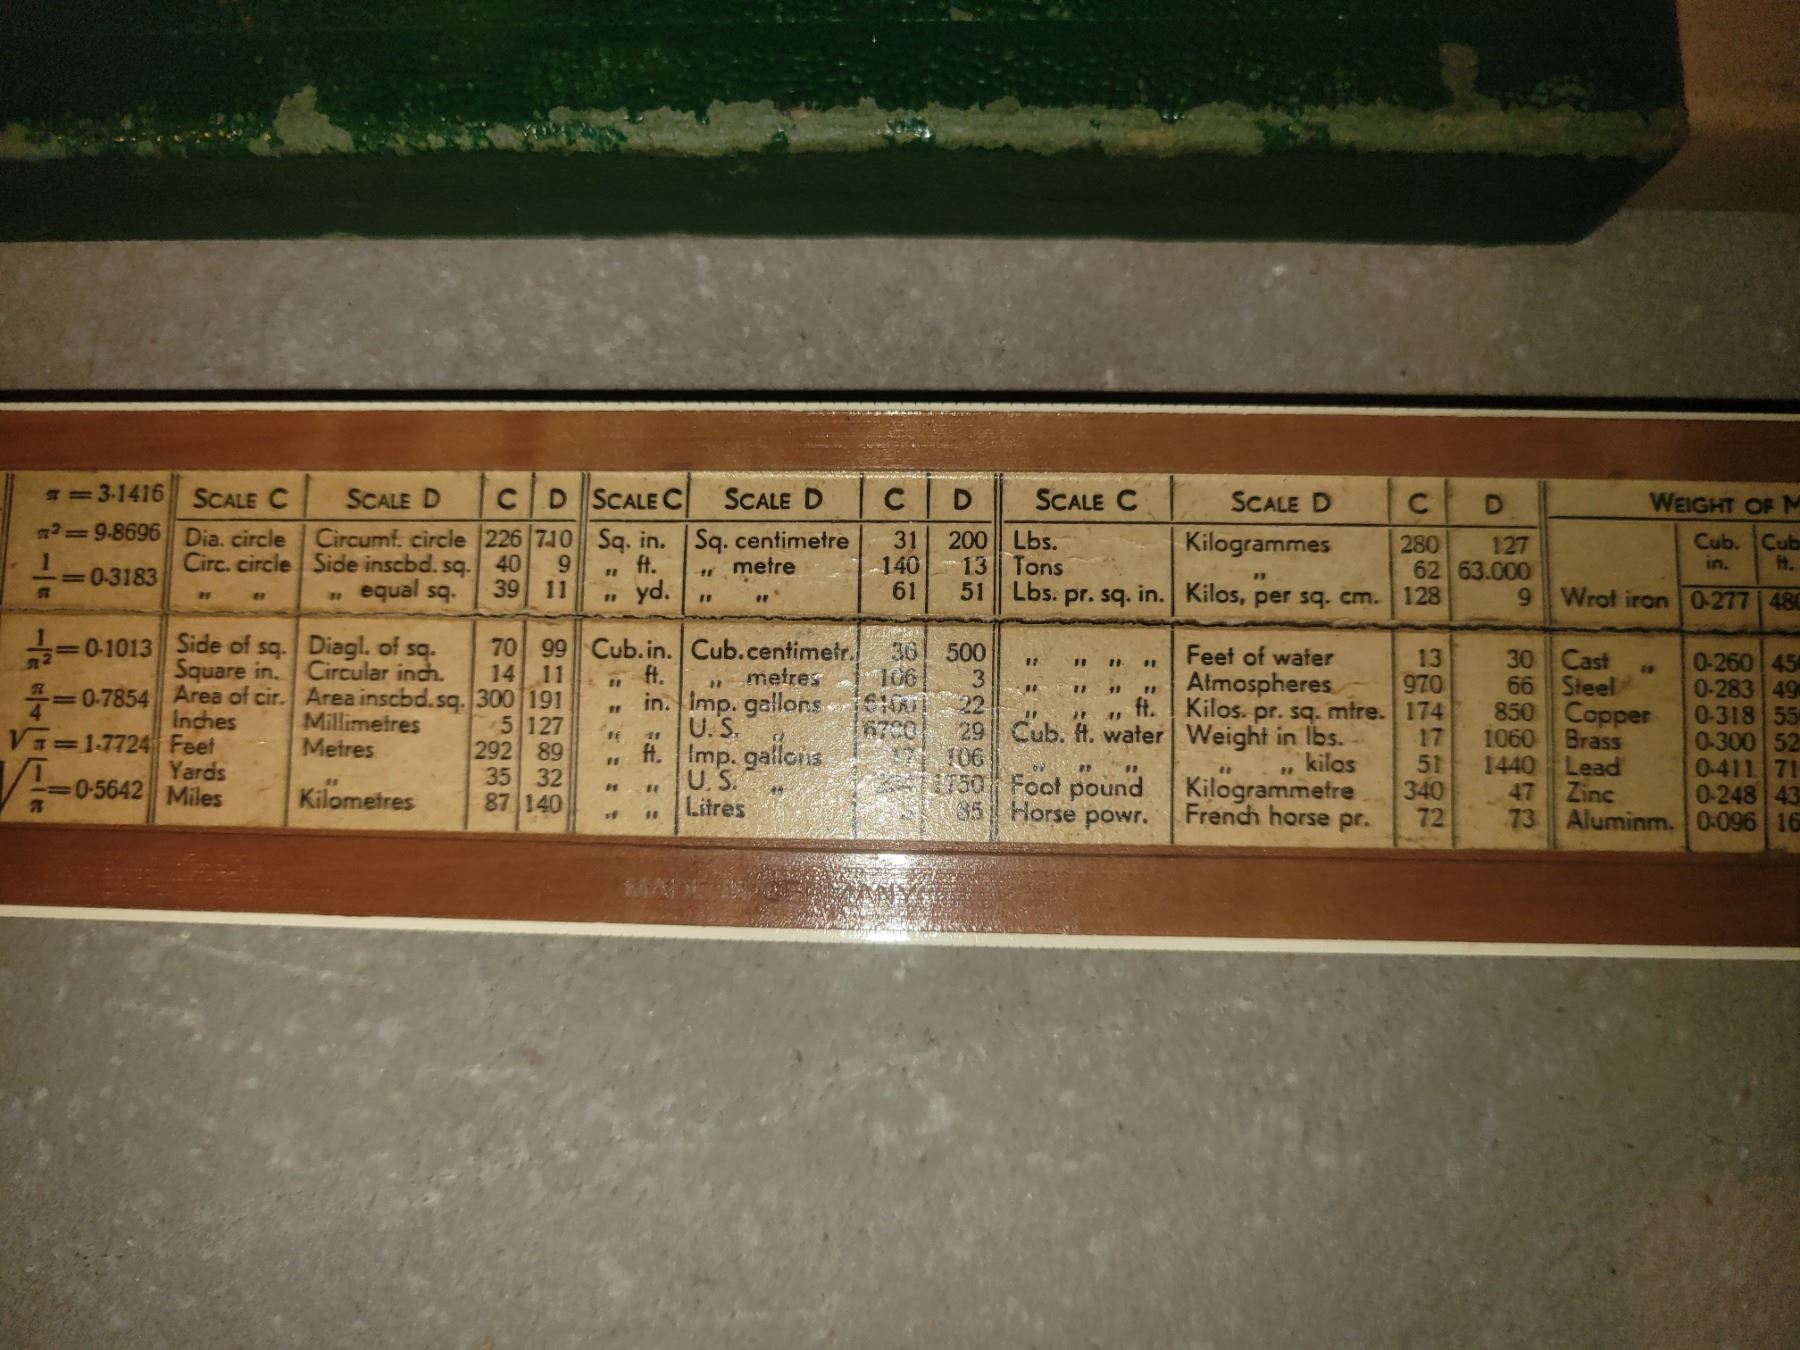 π = 3·1416 SCALE C SCALE D C D SCALE C SCALE D C D SCALE C SCALE D C D WEIGHT OF
π² = 9·8696 Dia. circle Circumf. circle 226 710 Sq. in. Sq. centimetre 31 200 Lbs. Kilogrammes 280 127 Cub. in. Cub ft.
1/π = 0·3183 Circ. circle Side inscbd. sq. 40 9 „ ft. „ metre 140 13 Tons „ 62 63.000
„ „ „ equal sq. 39 11 „ yd. „ „ 61 51 Lbs. pr. sq. in. Kilos, per sq. cm. 128 9 Wrot iron 0·277 480
1/π² = 0·1013 Side of sq. Diagl. of sq. 70 99 Cub. in. Cub. centimetr. 30 500 „ „ „ „ Feet of water 13 30 Cast „ 0·260
Square in. Circular inch. 14 11 „ ft. „ metres 106 3 „ „ „ „ Atmospheres 970 66 Steel 0·283
π/4 = 0·7854 Area of cir. Area inscbd. sq. 300 191 „ in. Imp. gallons 22 „ „ „ ft. Kilos. pr. sq. mtre. 174 850 Copper 0·318
Inches Millimetres 5 127 „ „ U. S. „ 29 Cub. ft. water Weight in lbs. 17 1060 Brass 0·300
√π = 1·7724 Feet Metres 292 89 „ ft. Imp. gallons 17 106 „ „ „ „ „ kilos 51 1440 Lead 0·411
Yards „ 35 32 „ „ U. S. „ 1750 Foot pound Kilogrammetre 340 47 Zinc 0·248
√1/π = 0·5642 Miles Kilometres 87 140 „ „ Litres 85 Horse powr. French horse pr. 72 73 Aluminm. 0·096
MADE IN GERMANY